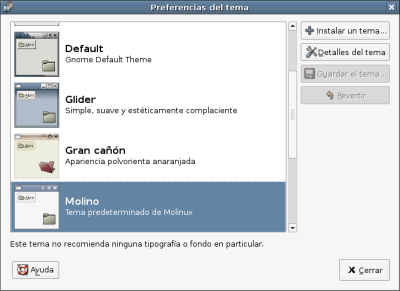 Preferencias del tema
Default
Gnome Default Theme
Glider
Simple, suave y estéticamente complaciente
Gran cañón
Apariencia polvorienta anaranjada
Molino
Tema predeterminado de Molinux
Instalar un tema...
Detalles del tema
Guardar el tema...
Revertir
Este tema no recomienda ninguna tipografía o fondo en particular.
Ayuda
Cerrar